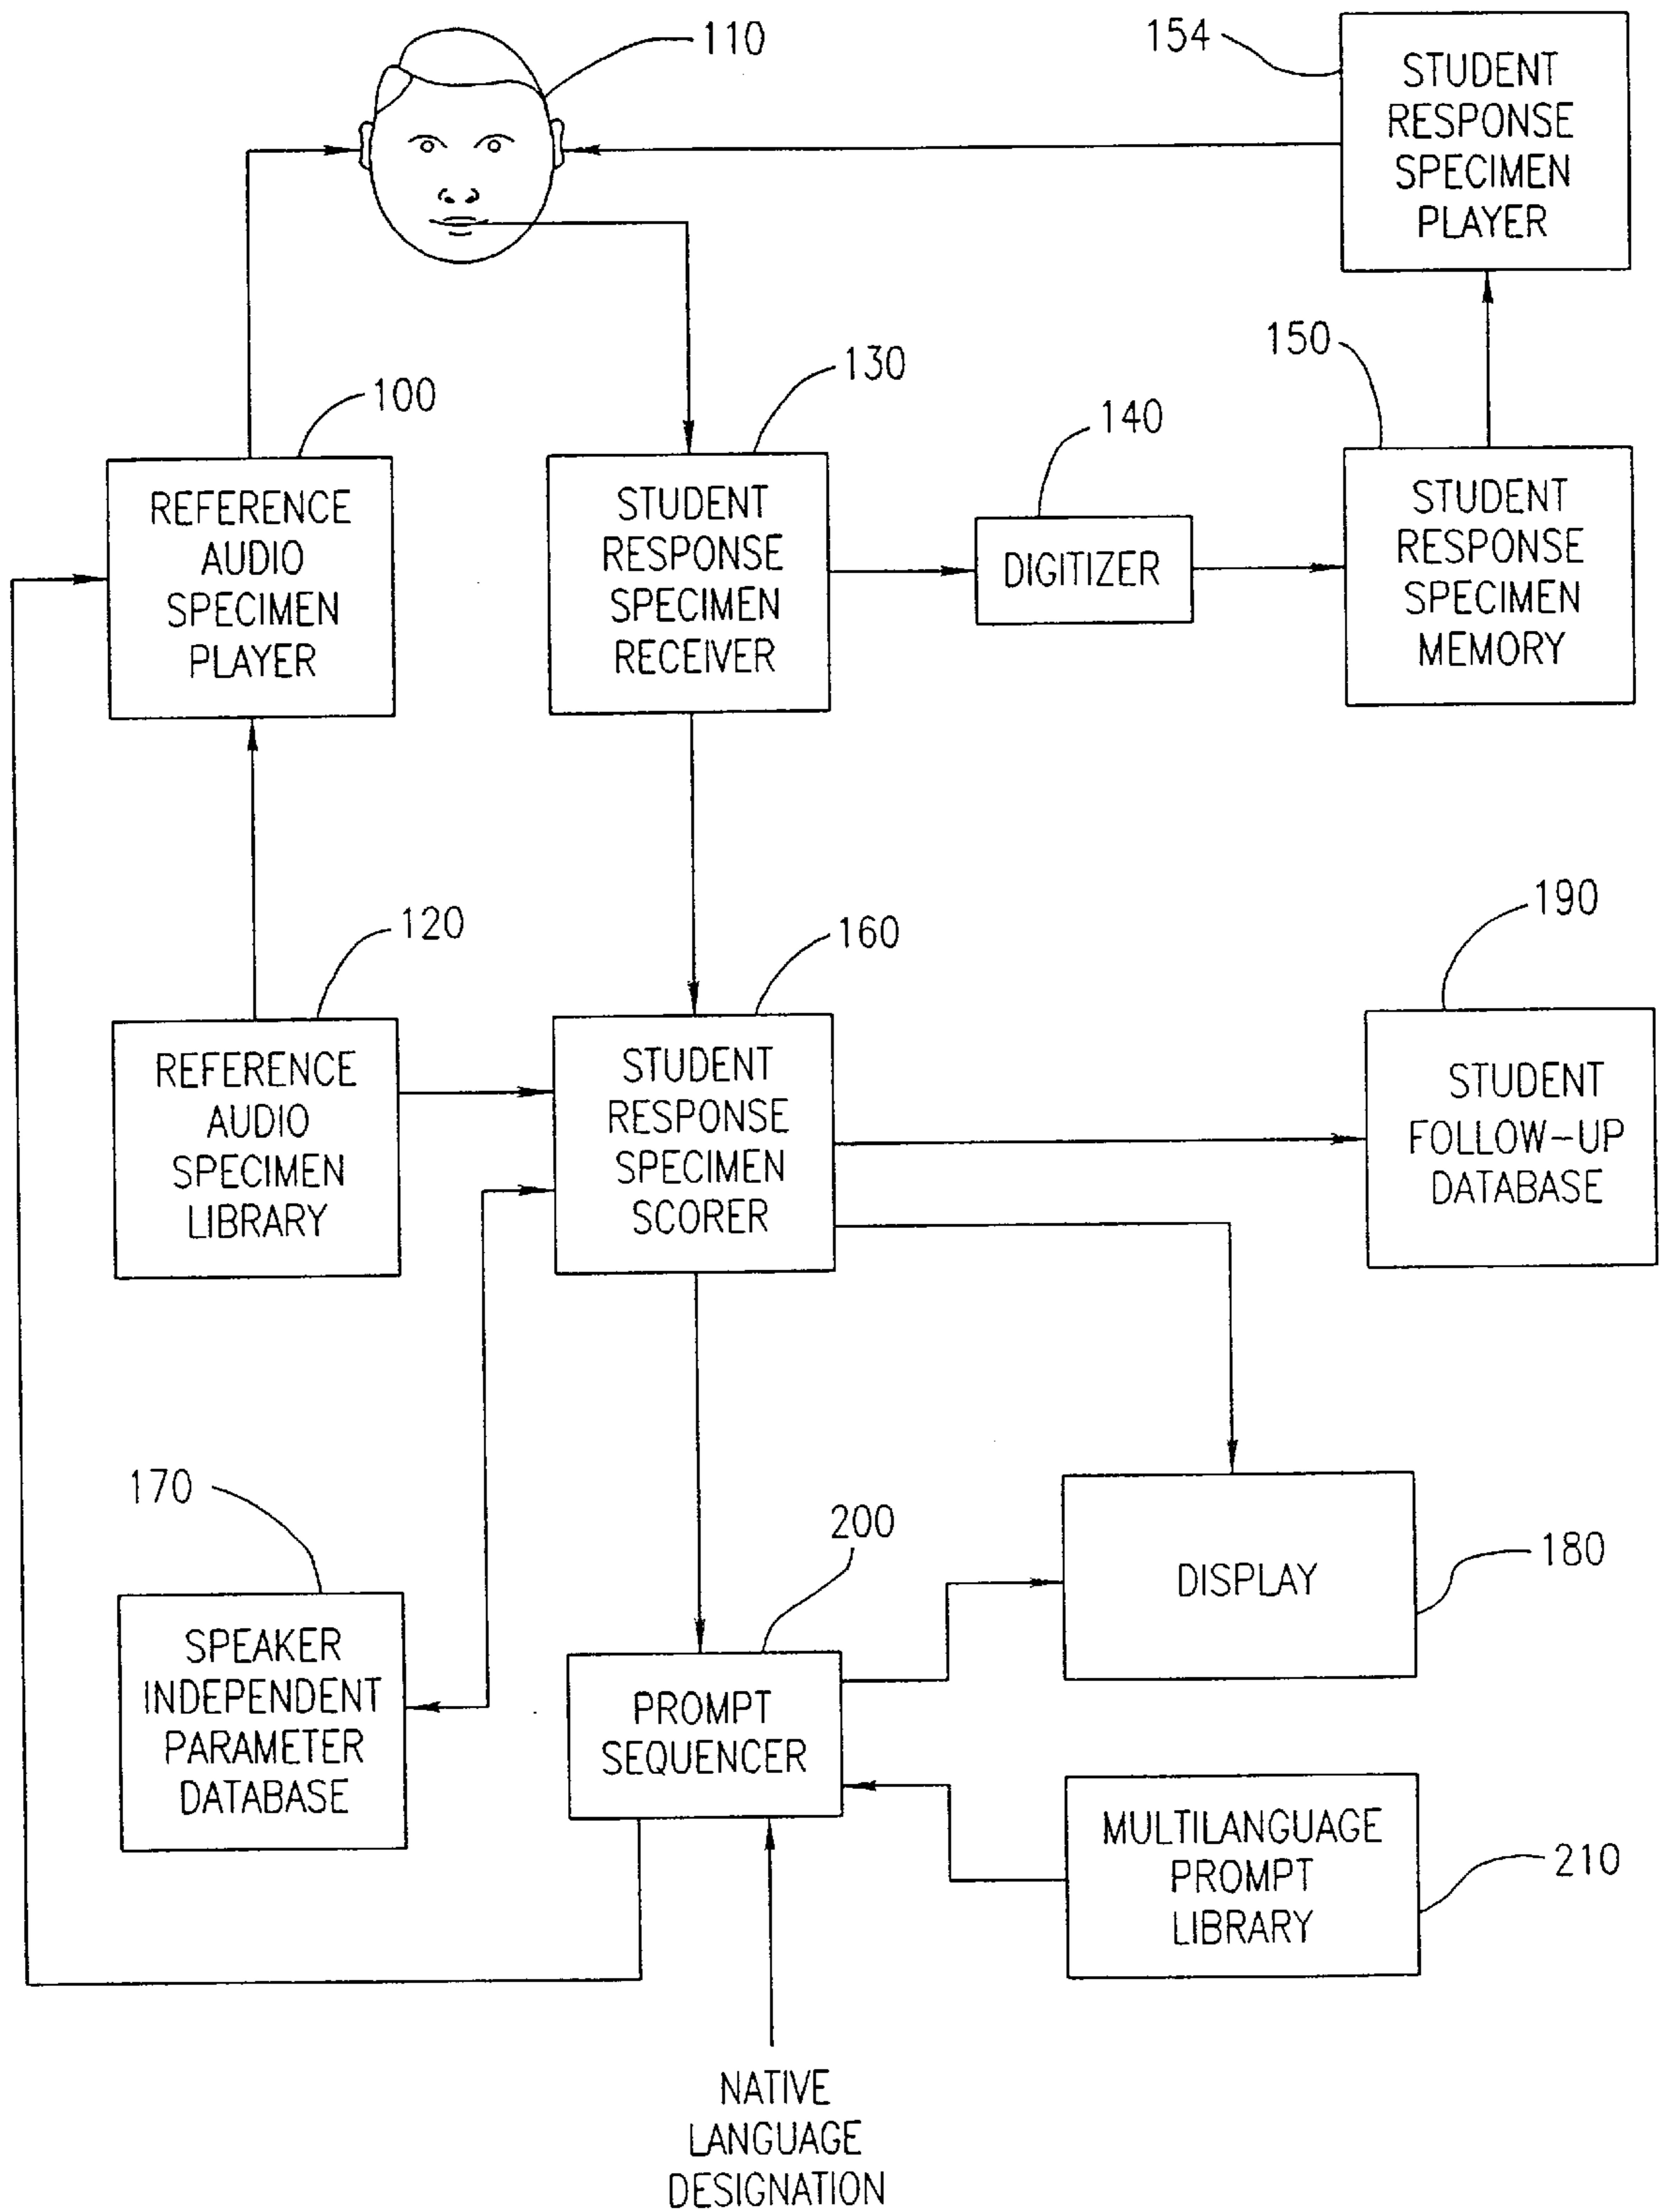 110
154
STUDENT
RESPONSE
SPECIMEN
PLAYER
100
130
140
150
REFERENCE
AUDIO
SPECIMEN
PLAYER
STUDENT
RESPONSE
SPECIMEN
RECEIVER
DIGITIZER
STUDENT
RESPONSE
SPECIMEN
MEMORY
120
160
190
REFERENCE
AUDIO
SPECIMEN
LIBRARY
STUDENT
RESPONSE
SPECIMEN
SCORER
STUDENT
FOLLOW-UP
DATABASE
170
200
180
SPEAKER
INDEPENDENT
PARAMETER
DATABASE
PROMPT
SEQUENCER
DISPLAY
MULTILANGUAGE
PROMPT
LIBRARY
210
NATIVE
LANGUAGE
DESIGNATION